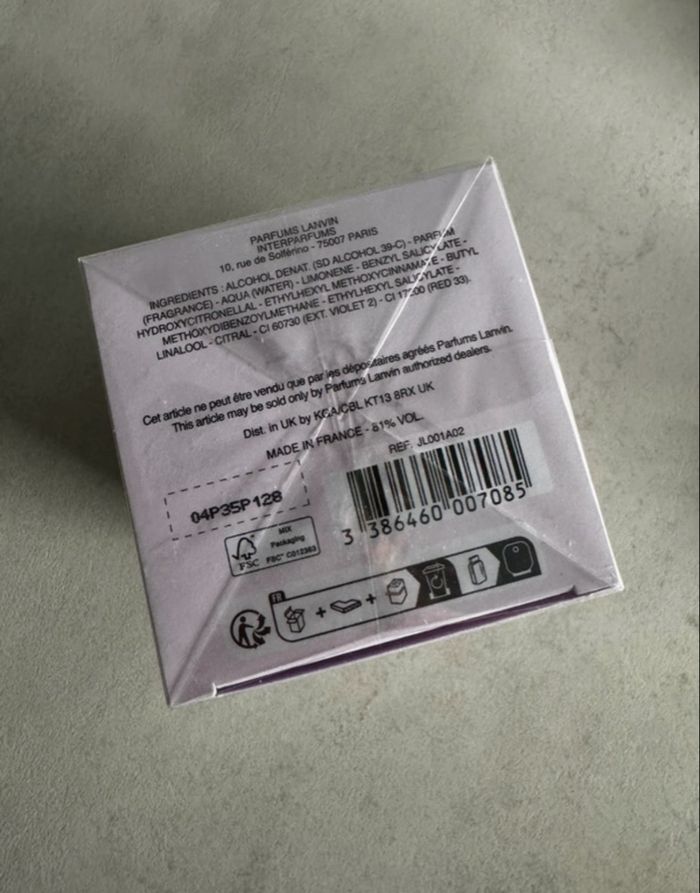 PARFUMS LANVIN
INTERPARFUMS
10, rue de Solférino - 75007 PARIS
INGREDIENTS : ALCOHOL DENAT. (SD ALCOHOL 39-C) - PARFUM
(FRAGRANCE) - AQUA (WATER) - LIMONENE - BENZYL SALICYLATE -
HYDROXYCITRONELLAL - ETHYLHEXYL METHOXYCINNAMATE - BUTYL
METHOXYDIBENZOYLMETHANE - ETHYLHEXYL SALICYLATE -
LINALOOL - CITRAL - CI 60730 (EXT. VIOLET 2) - CI 17200 (RED 33).
Cet article ne peut être vendu que par les dépositaires agréés Parfums Lanvin.
This article may be sold only by Parfums Lanvin authorized dealers.
Dist. in UK by KGA/CBL KT13 8RX UK
MADE IN FRANCE - 81% VOL.
REF. JL001A02
04P35P128
3 386460 007085
MIX
Packaging
FSC® C012363
FSC
FR